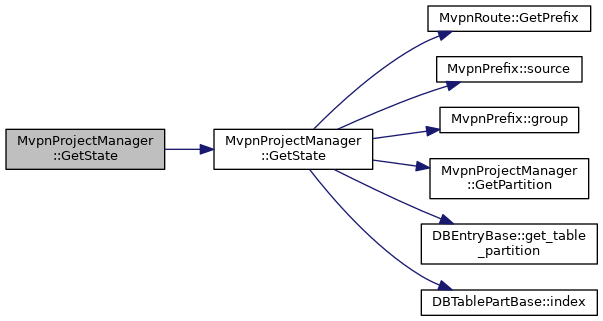 MvpnProjectManager
::GetState
MvpnProjectManager
::GetState
MvpnRoute::GetPrefix
MvpnPrefix::source
MvpnPrefix::group
MvpnProjectManager
::GetPartition
DBEntryBase::get_table
_partition
DBTablePartBase::index